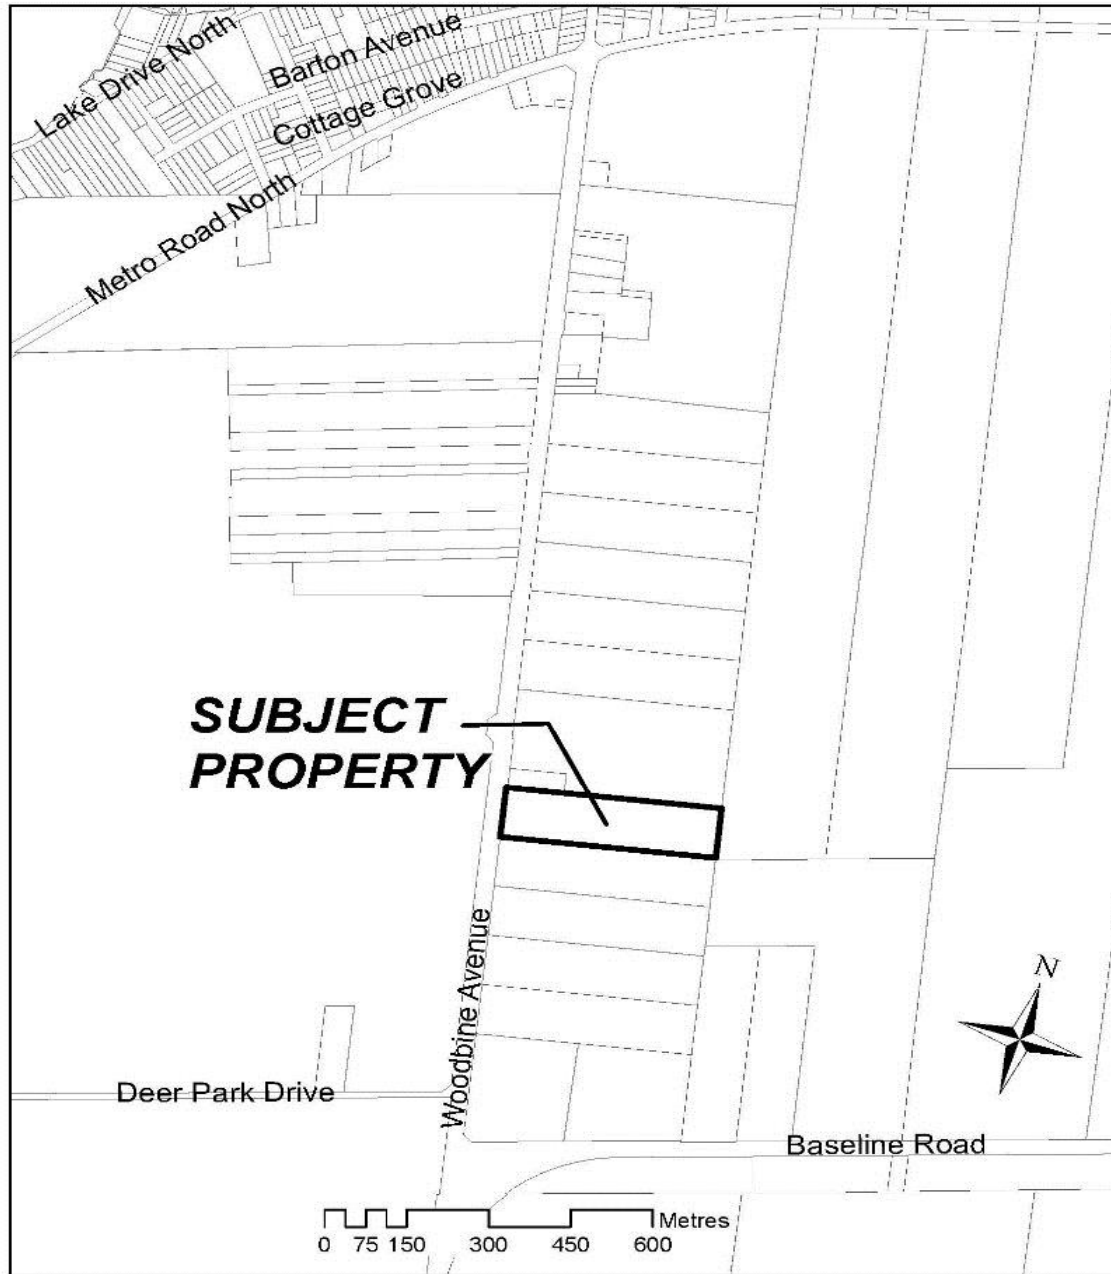 Lake Drive North
Barton Avenue
Cottage Grove
Metro Road North
SUBJECT
PROPERTY
Woodbine Avenue
N
Deer Park Drive
Baseline Road
Metres
0 75 150 300 450 600